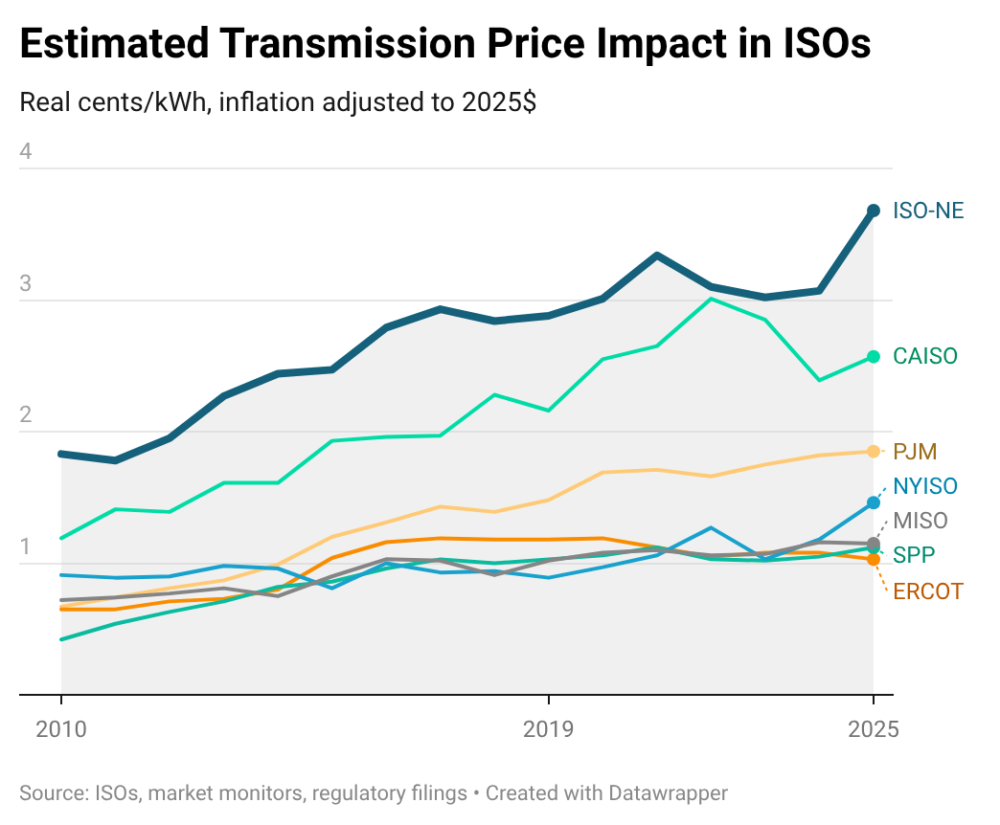 Estimated Transmission Price Impact in ISOs
Real cents/kWh, inflation adjusted to 2025$
4
ISO-NE
3
CAISO
2
PJM
NYISO
MISO
1
SPP
ERCOT
2010 2019 2025
Source: ISOs, market monitors, regulatory filings • Created with Datawrapper